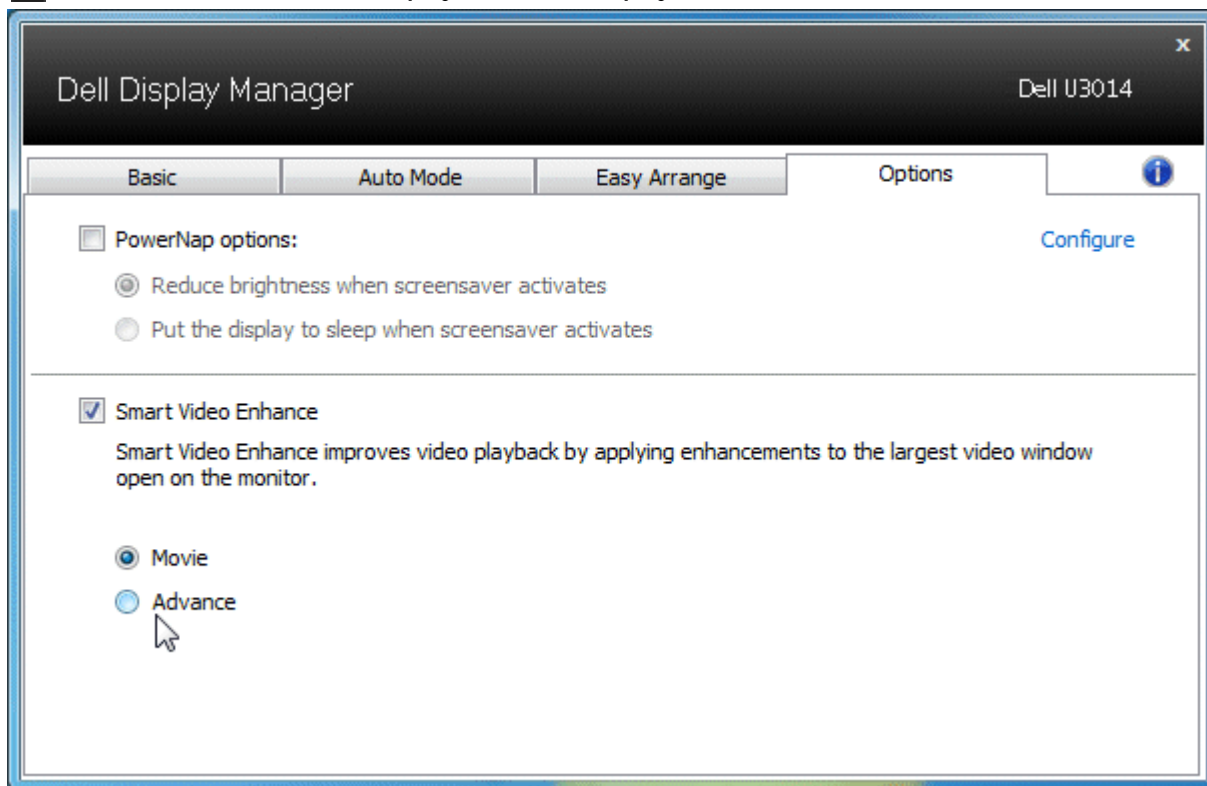 x
Dell Display Manager
Dell U3014
Basic Auto Mode Easy Arrange Options i
PowerNap options: Configure
Reduce brightness when screensaver activates
Put the display to sleep when screensaver activates
Smart Video Enhance
Smart Video Enhance improves video playback by applying enhancements to the largest video window
open on the monitor.
Movie
Advance